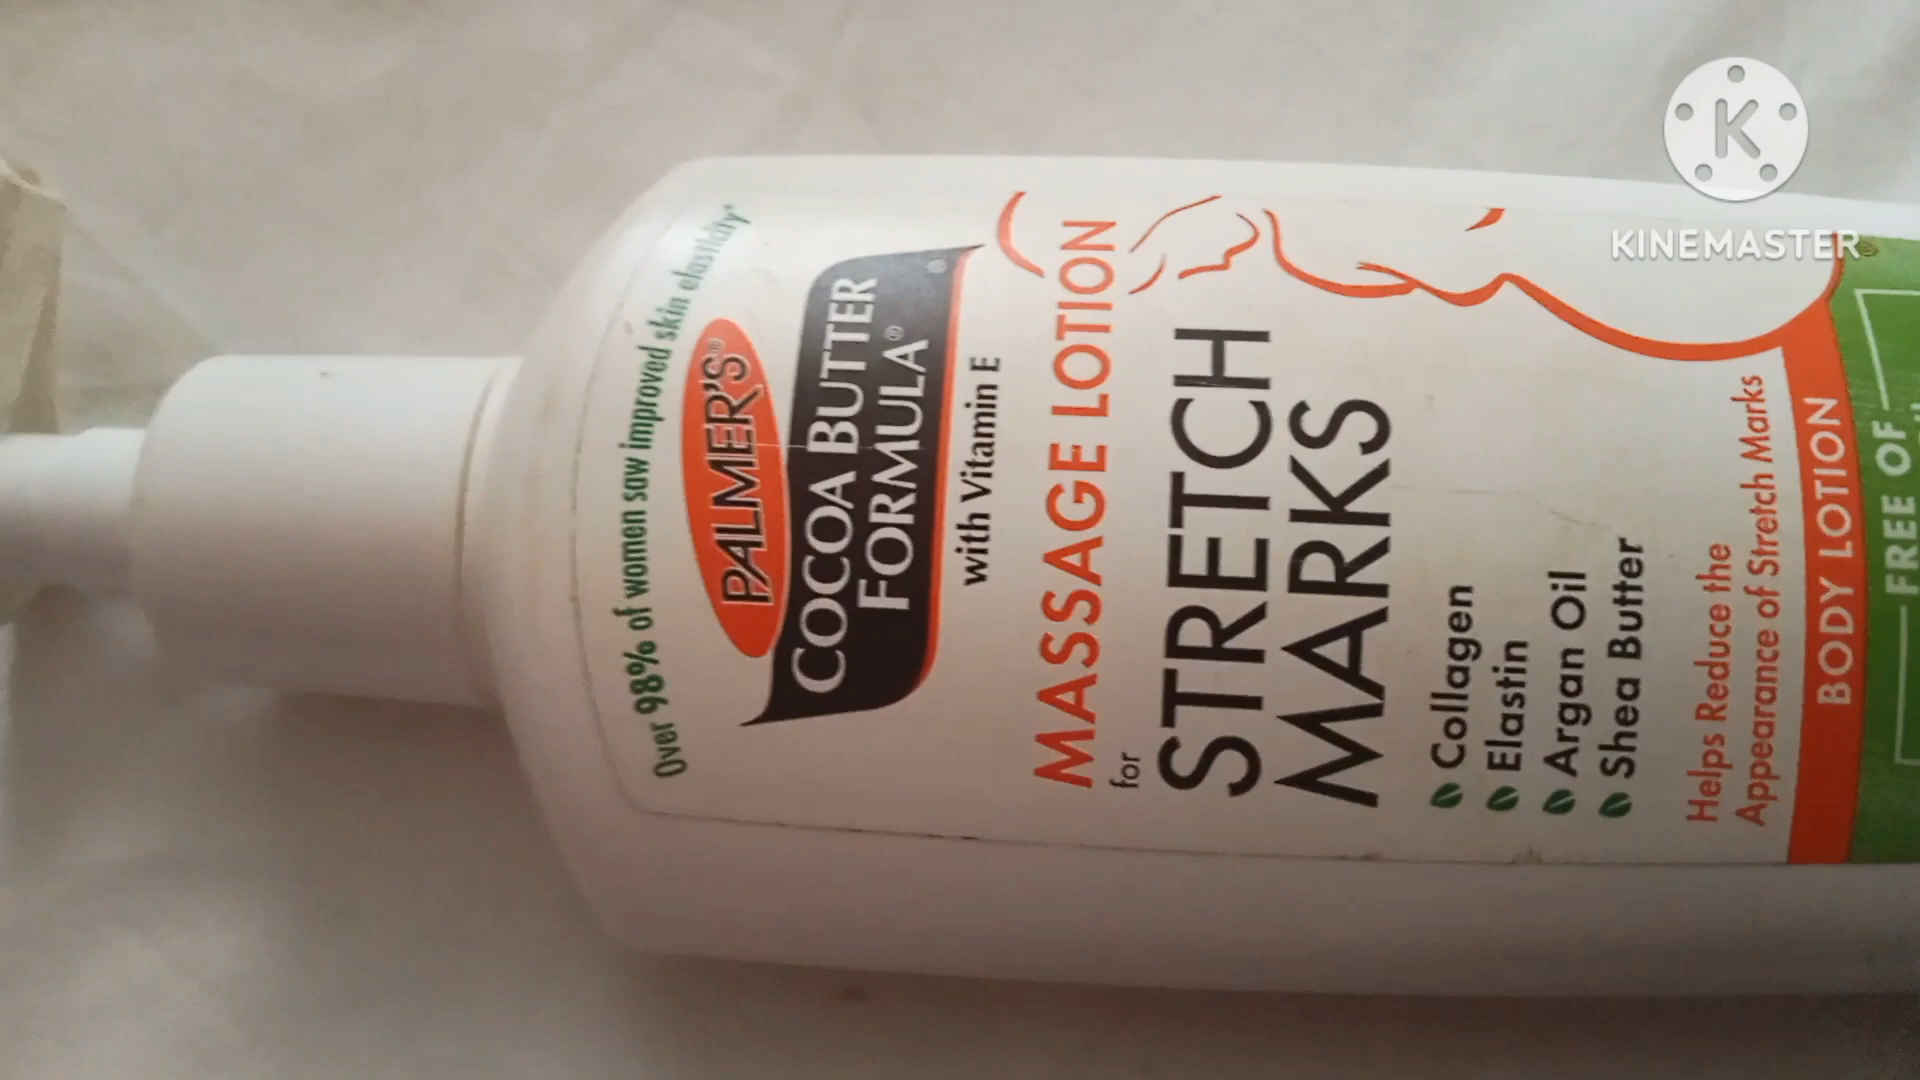 Over 98% of women saw improved skin elasticity*
PALMER'S®
COCOA BUTTER
FORMULA®
with Vitamin E
MASSAGE LOTION
for
STRETCH
MARKS
Collagen
Elastin
Argan Oil
Shea Butter
Helps Reduce the
Appearance of Stretch Marks
BODY LOTION
FREE OF
K
KINEMASTER